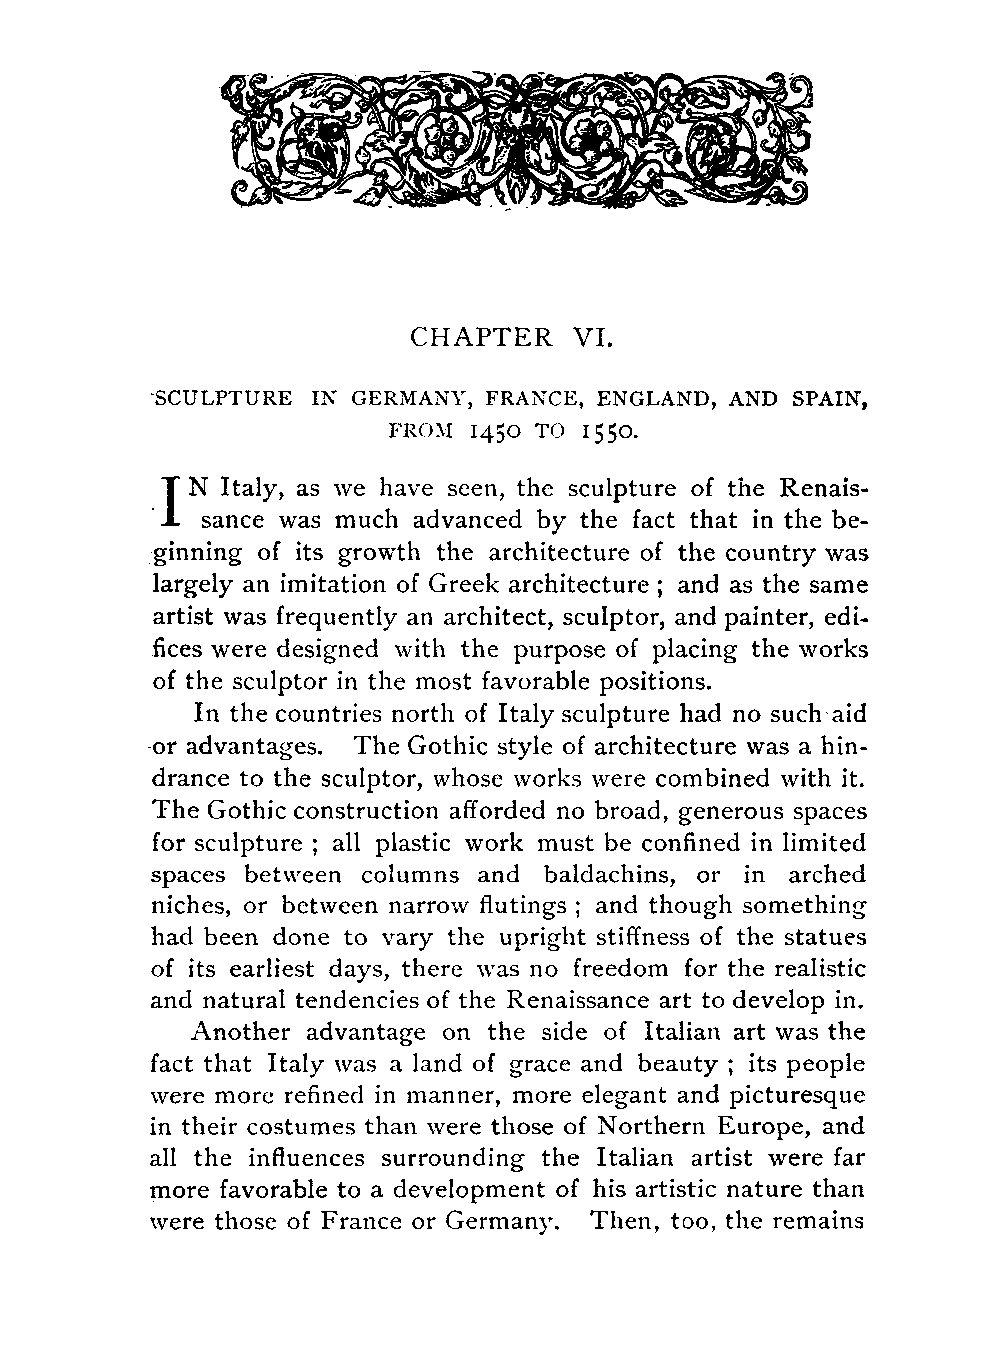 CHAPTER VI.
SCULPTURE IN GERMANY, FRANCE, ENGLAND, AND SPAIN,
FROM 1450 TO 1550.
IN Italy, as we have seen, the sculpture of the Renais-
sance was much advanced by the fact that in the be-
ginning of its growth the architecture of the country was
largely an imitation of Greek architecture ; and as the same
artist was frequently an architect, sculptor, and painter, edi-
fices were designed with the purpose of placing the works
of the sculptor in the most favorable positions.
In the countries north of Italy sculpture had no such aid
or advantages. The Gothic style of architecture was a hin-
drance to the sculptor, whose works were combined with it.
The Gothic construction afforded no broad, generous spaces
for sculpture ; all plastic work must be confined in limited
spaces between columns and baldachins, or in arched
niches, or between narrow flutings ; and though something
had been done to vary the upright stiffness of the statues
of its earliest days, there was no freedom for the realistic
and natural tendencies of the Renaissance art to develop in.
Another advantage on the side of Italian art was the
fact that Italy was a land of grace and beauty ; its people
were more refined in manner, more elegant and picturesque
in their costumes than were those of Northern Europe, and
all the influences surrounding the Italian artist were far
more favorable to a development of his artistic nature than
were those of France or Germany. Then, too, the remains